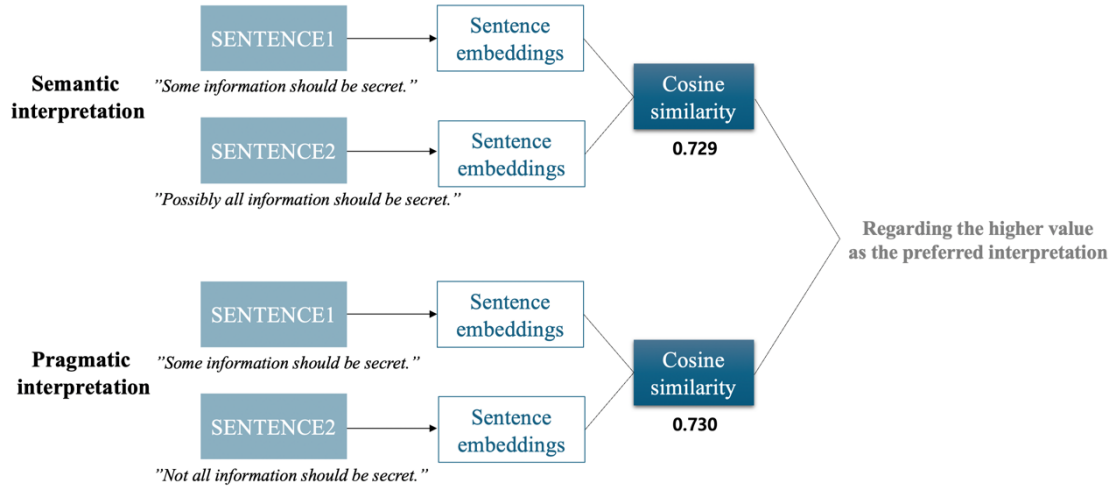 SENTENCE1
Sentence
embeddings
"Some information should be secret."
Semantic
interpretation
Cosine
similarity
0.729
SENTENCE2
Sentence
embeddings
"Possibly all information should be secret."
Regarding the higher value
as the preferred interpretation
SENTENCE1
Sentence
embeddings
"Some information should be secret."
Pragmatic
interpretation
Cosine
similarity
0.730
SENTENCE2
Sentence
embeddings
"Not all information should be secret."